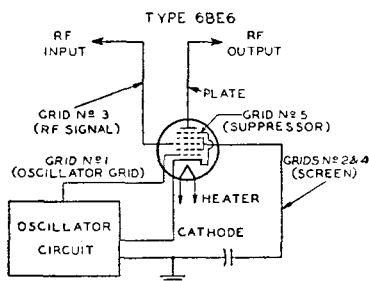 TYPE 6BE6
RF
INPUT
RF
OUTPUT
PLATE
GRID Nº 3
(RF SIGNAL)
GRID Nº 5
(SUPPRESSOR)
GRID Nº 1
(OSCILLATOR GRID)
GRIDS Nº 2 & 4
(SCREEN)
HEATER
OSCILLATOR
CIRCUIT
CATHODE